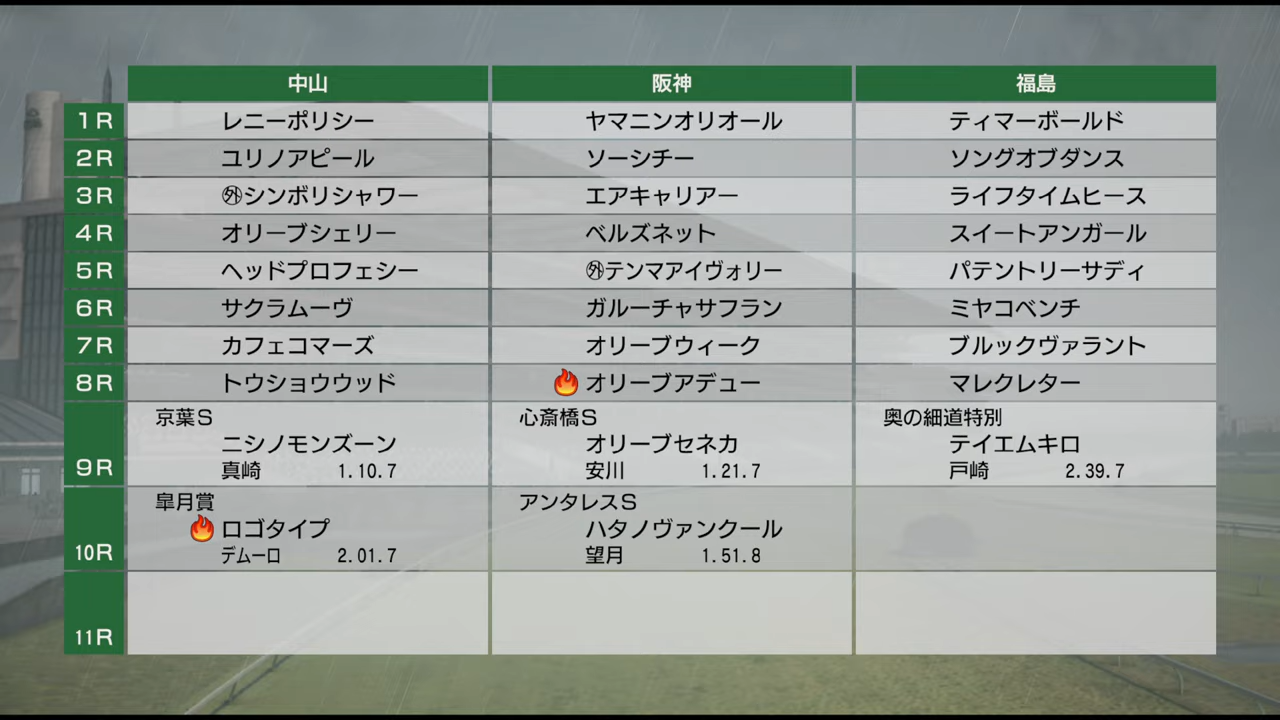 中山 阪神 福島
1R レニーポリシー ヤマニンオリオール ティマーボールド
2R ユリノアピール ソーシチー ソングオブダンス
3R ㊕シンボリシャワー エアキャリアー ライフタイムヒース
4R オリーブシェリー ベルズネット スイートアンガール
5R ヘッドプロフェシー 外テンマアイヴォリー パテントリーサディ
6R サクラムーヴ ガルーチャサフラン ミヤコベンチ
7R カフェコマーズ オリーブウィーク ブルックヴァラント
8R トウショウウッド オリーブアデュー マレクレター
京葉S 心斎橋S 奥の細道特別
ニシノモンズーン オリーブセネカ テイエムキロ
9R 真崎 1.10.7 安川 1.21.7 戸崎 2.39.7
皐月賞 アンタレスS
ロゴタイプ ハタノヴァンクール
10R デムーロ 2.01.7 望月 1.51.8
11R